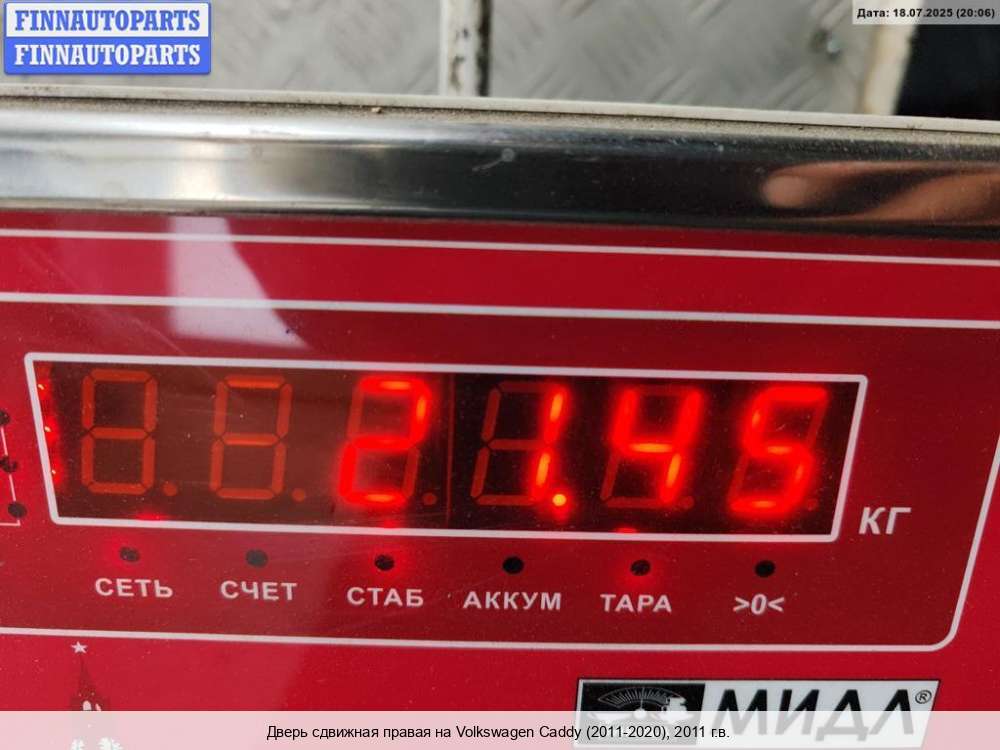 FINNAUTOPARTS
FINNAUTOPARTS
Дата: 18.07.2025 (20:06)
21.45
КГ
СЕТЬ СЧЕТ СТАБ АККУМ ТАРА >0<
МИДЛ®
Дверь сдвижная правая на Volkswagen Caddy (2011-2020), 2011 г.в.